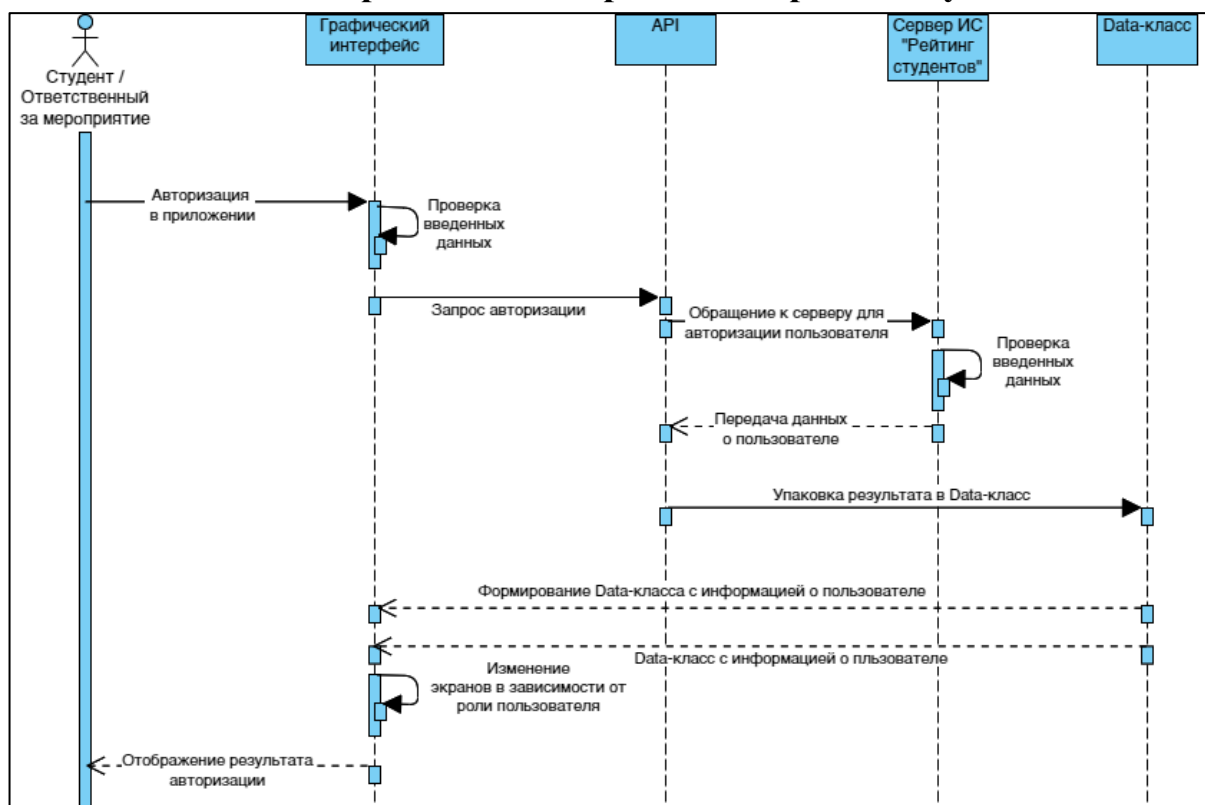 Графический
интерфейс
API
Сервер ИС
"Рейтинг
студентов"
Data-класс
Студент /
Ответственный
за мероприятие
Авторизация
в приложении
Проверка
введенных
данных
Запрос авторизации
Обращение к серверу для
авторизации пользователя
Проверка
введенных
данных
Передача данных
о пользователе
Упаковка результата в Data-класс
Формирование Data-класса с информацией о пользователе
Data-класс с информацией о пльзователе
Изменение
экранов в зависимости от
роли пользователя
Отображение результата
авторизации